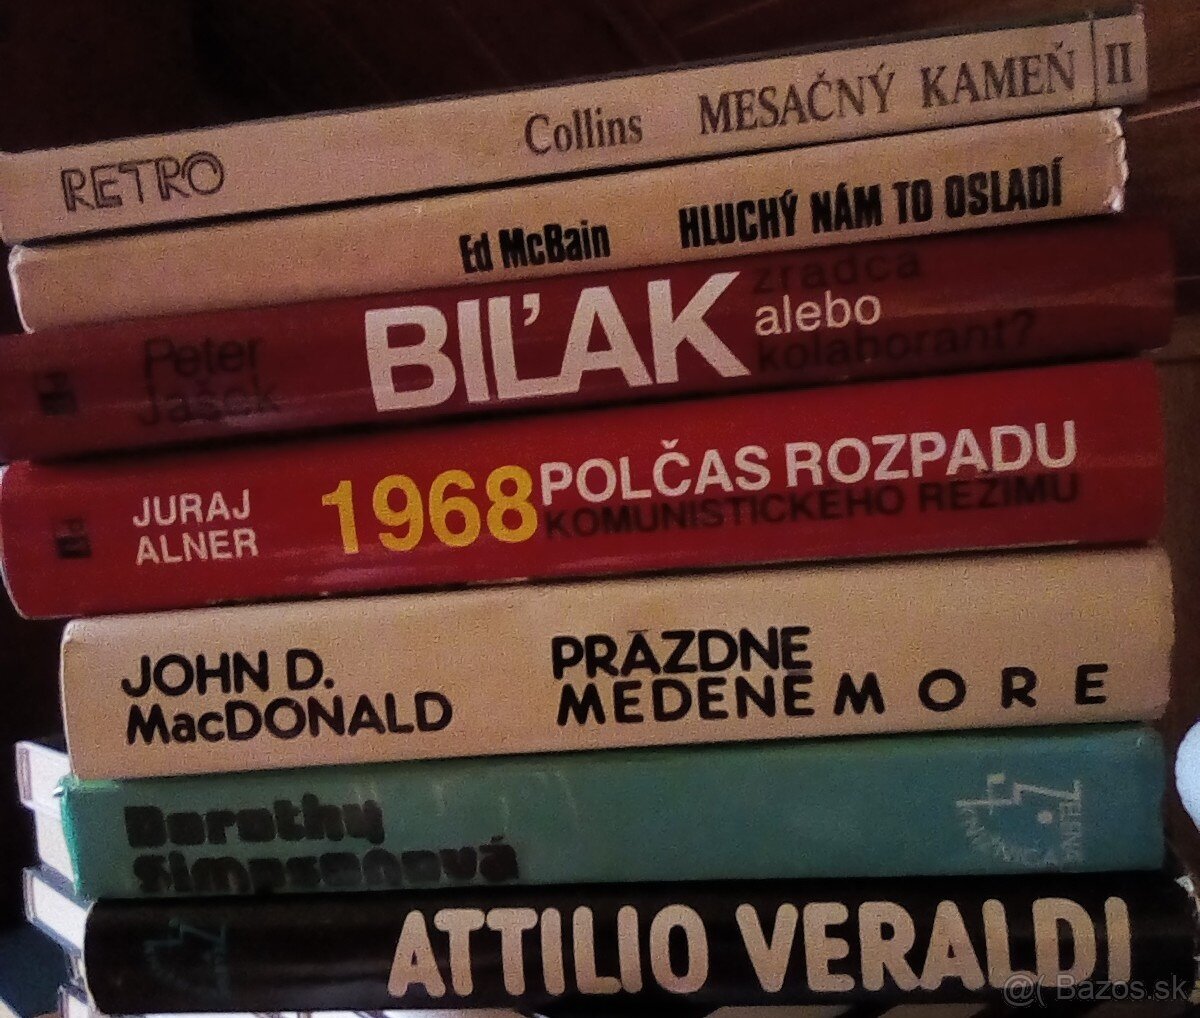 RETRO Collins MESAČNÝ KAMEŇ II
Ed McBain HLUCHÝ NÁM TO OSLADÍ
Peter
Jašek
BIĽAK
zradca
alebo
kolaborant?
JURAJ
ALNER
1968
POLČAS ROZPADU
KOMUNISTICKÉHO REŽIMU
JOHN D.
MacDONALD
PRÁZDNE
MEDENÉ MORE
Dorothy
Simpsonová
ATTILIO VERALDI
@( Bazos.sk